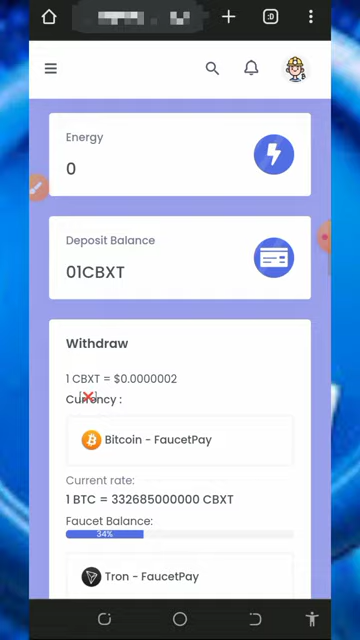 :D
Energy
0
Deposit Balance
01CBXT
Withdraw
1 CBXT = $0.0000002
Currency :
Bitcoin - FaucetPay
Current rate:
1 BTC = 332685000000 CBXT
Faucet Balance:
34%
Tron - FaucetPay